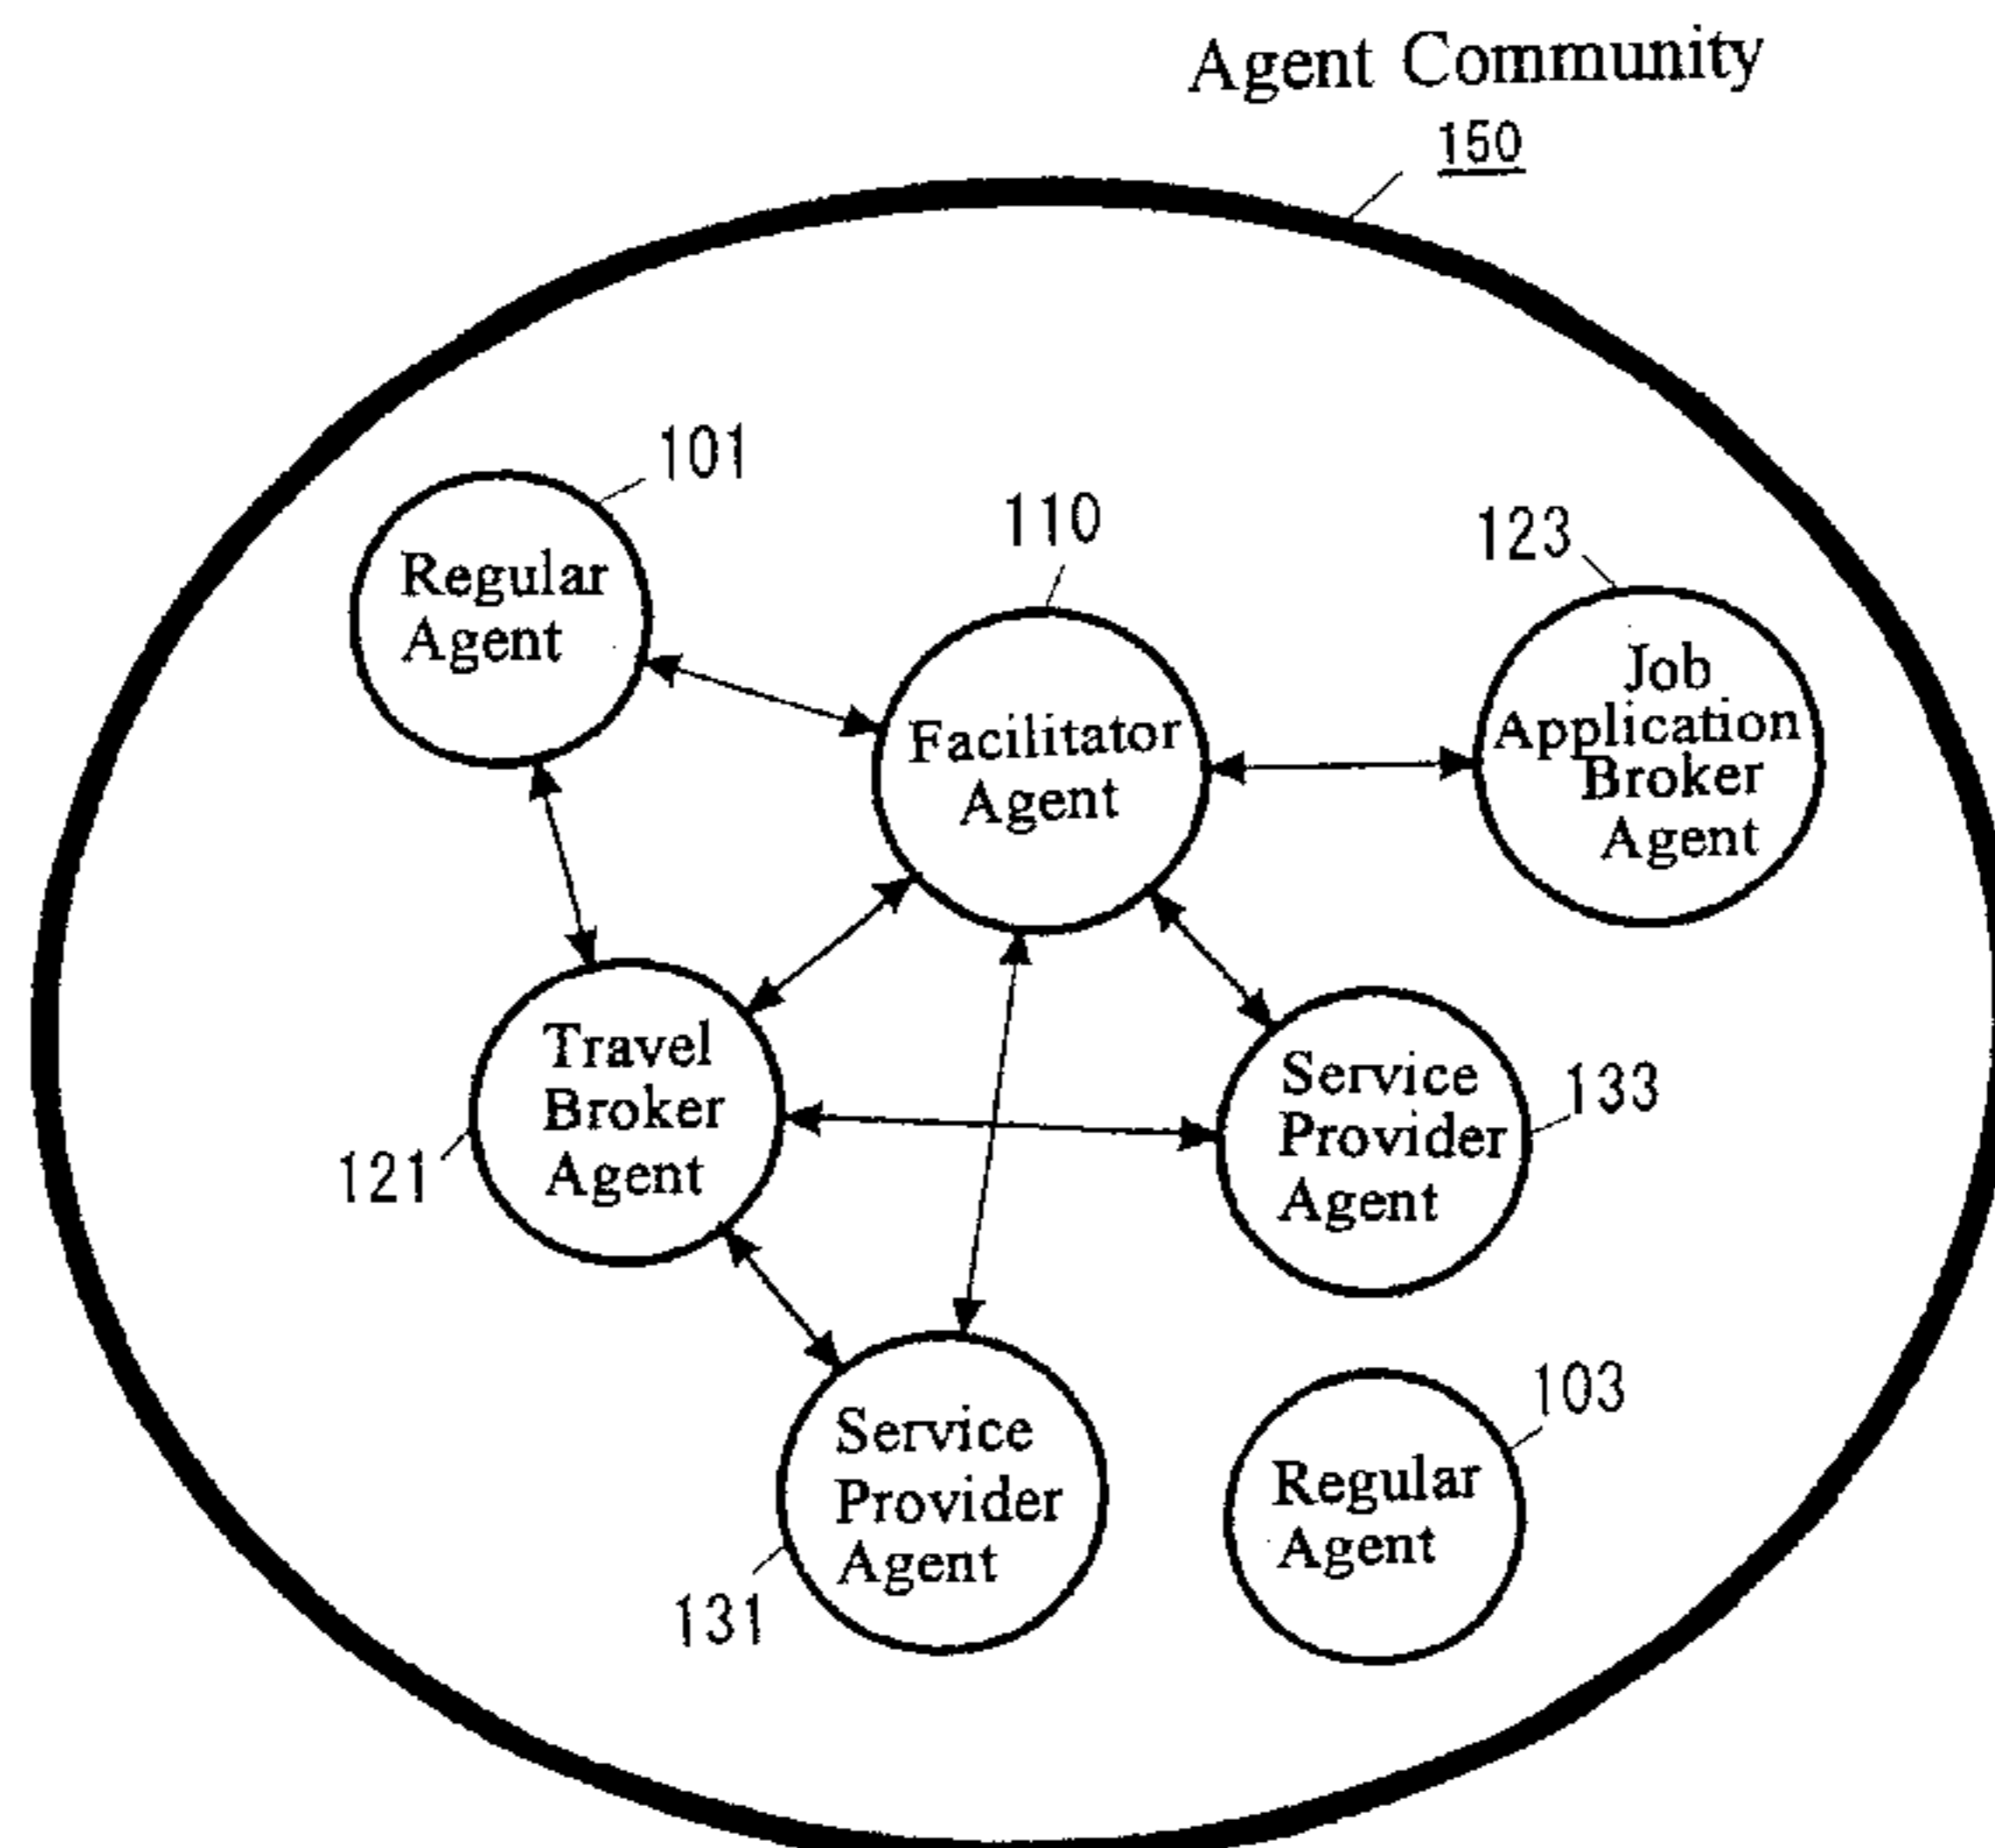 Agent Community
150
101
Regular
Agent
110
Facilitator
Agent
123
Job
Application
Broker
Agent
Travel
Broker
Agent
121
Service
Provider
Agent
133
Service
Provider
Agent
131
103
Regular
Agent